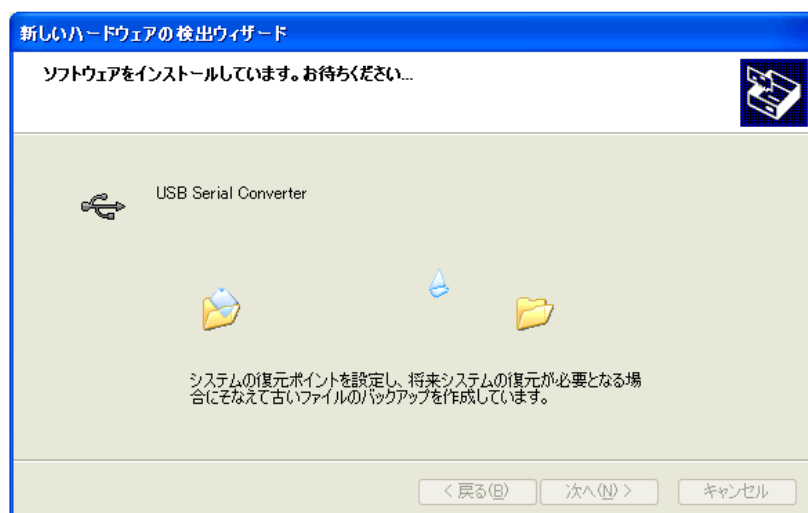 新しいハードウェアの検出ウィザード
ソフトウェアをインストールしています。お待ちください...
USB Serial Converter
システムの復元ポイントを設定し、将来システムの復元が必要となる場
合にそなえて古いファイルのバックアップを作成しています。
< 戻る(B) 次へ(N) > キャンセル